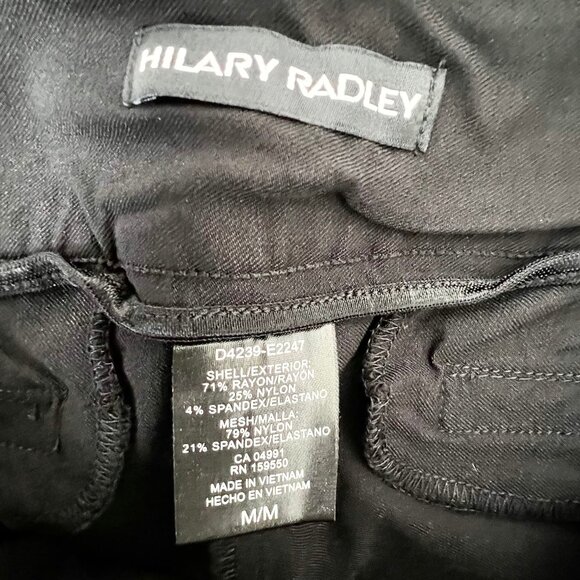 HILARY RADLEY
D4239-E2247
SHELL/EXTERIOR:
71% RAYON/RAYON
25% NYLON
4% SPANDEX/ELASTANO
MESH/MALLA:
79% NYLON
21% SPANDEX/ELASTANO
CA 04991
RN 159550
MADE IN VIETNAM
HECHO EN VIETNAM
M/M